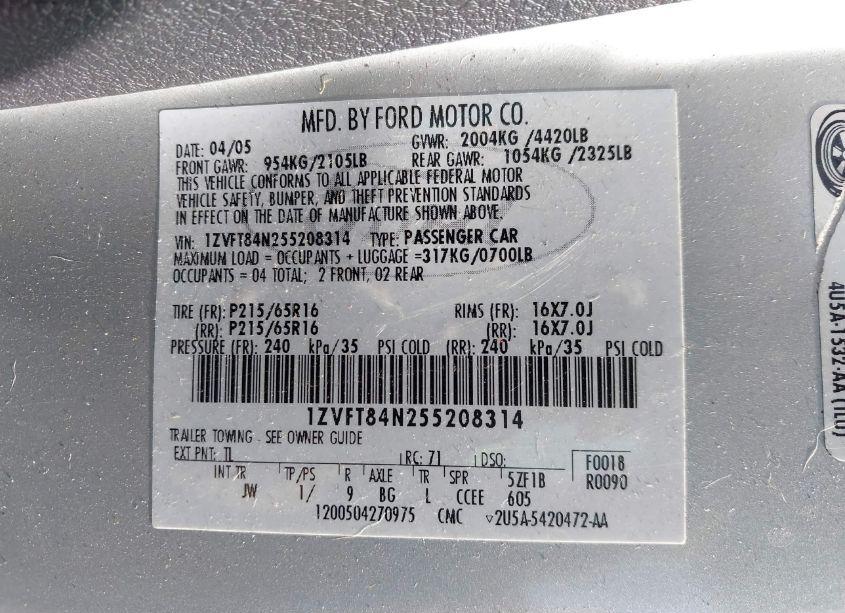 MFD. BY FORD MOTOR CO.
DATE: 04/05 GVWR: 2004KG /4420LB
FRONT GAWR: 954KG/2105LB REAR GAWR: 1054KG /2325LB
THIS VEHICLE CONFORMS TO ALL APPLICABLE FEDERAL MOTOR
VEHICLE SAFETY, BUMPER, AND THEFT PREVENTION STANDARDS
IN EFFECT ON THE DATE OF MANUFACTURE SHOWN ABOVE.
VIN: 1ZVFT84N255208314 TYPE: PASSENGER CAR
MAXIMUM LOAD = OCCUPANTS + LUGGAGE =317KG/0700LB
OCCUPANTS = 04 TOTAL; 2 FRONT, 02 REAR
TIRE (FR): P215/65R16 RIMS (FR): 16X7.0J
(RR): P215/65R16 (RR): 16X7.0J
PRESSURE (FR): 240 kPa/35 PSI COLD (RR): 240 kPa/35 PSI COLD
1ZVFT84N255208314
TRAILER TOWING - SEE OWNER GUIDE
EXT PNT: TL RC: 71 DSO: F0018
INT TR TP/PS R AXLE TR SPR 5ZF1B R0090
JW 1/ 9 BG L CCEE 605
1200504270975 CMC 2U5A-5420472-AA
4U5A-1532-AA (TLU)